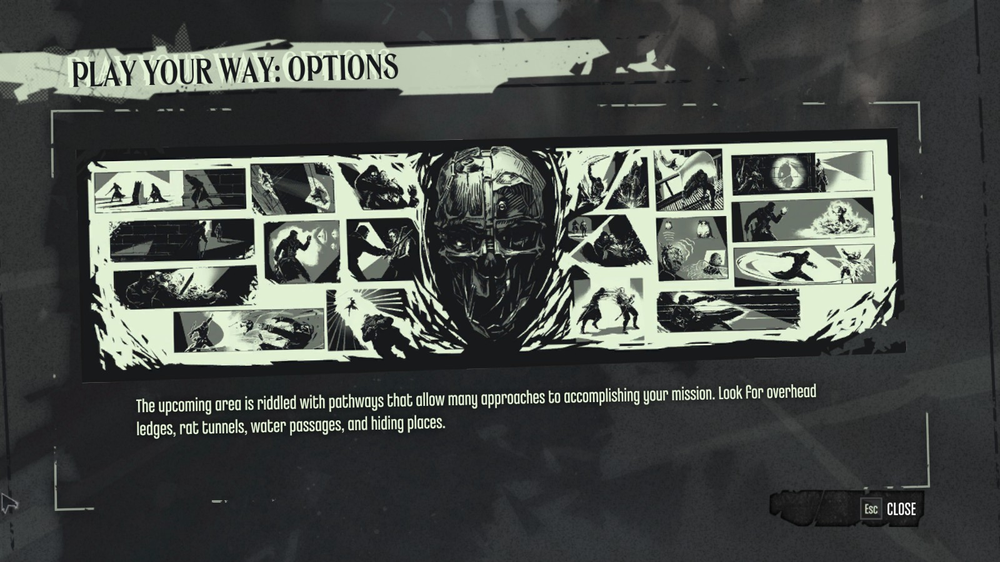 PLAY YOUR WAY: OPTIONS
The upcoming area is riddled with pathways that allow many approaches to accomplishing your mission. Look for overhead
ledges, rat tunnels, water passages, and hiding places.
Esc CLOSE